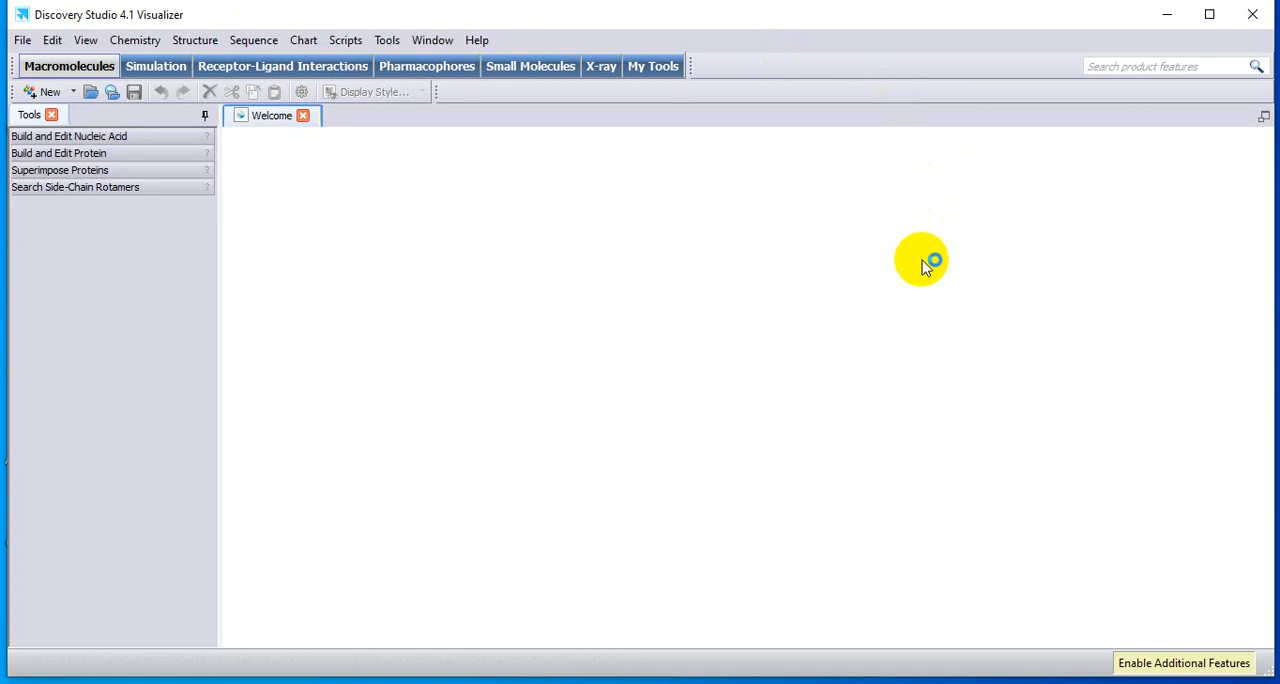 Discovery Studio 4.1 Visualizer
File Edit View Chemistry Structure Sequence Chart Scripts Tools Window Help
Macromolecules Simulation Receptor-Ligand Interactions Pharmacophores Small Molecules X-ray My Tools Search product features
New Display Style...
Tools Welcome
Build and Edit Nucleic Acid ?
Build and Edit Protein ?
Superimpose Proteins ?
Search Side-Chain Rotamers ?
Enable Additional Features